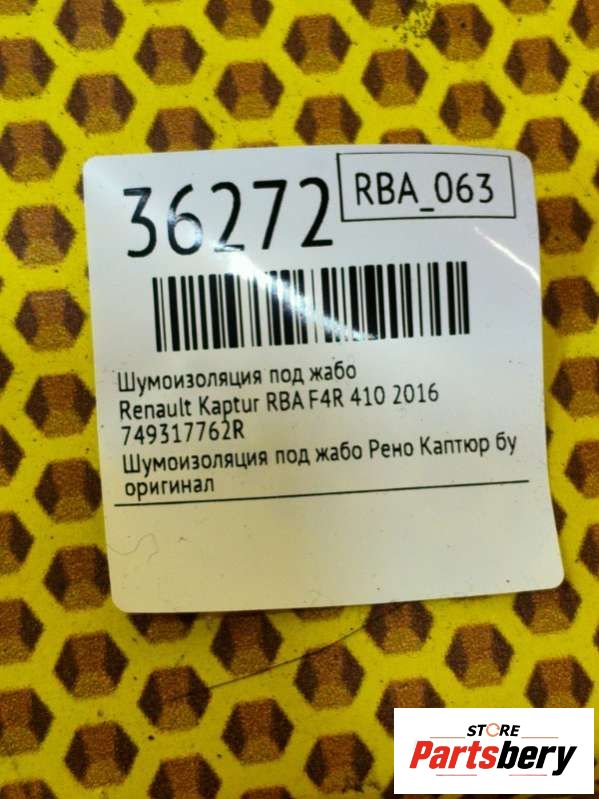 36272
RBA_063
Шумоизоляция под жабо
Renault Kaptur RBA F4R 410 2016
749317762R
Шумоизоляция под жабо Рено Каптюр бу
оригинал
STORE
Partsbery